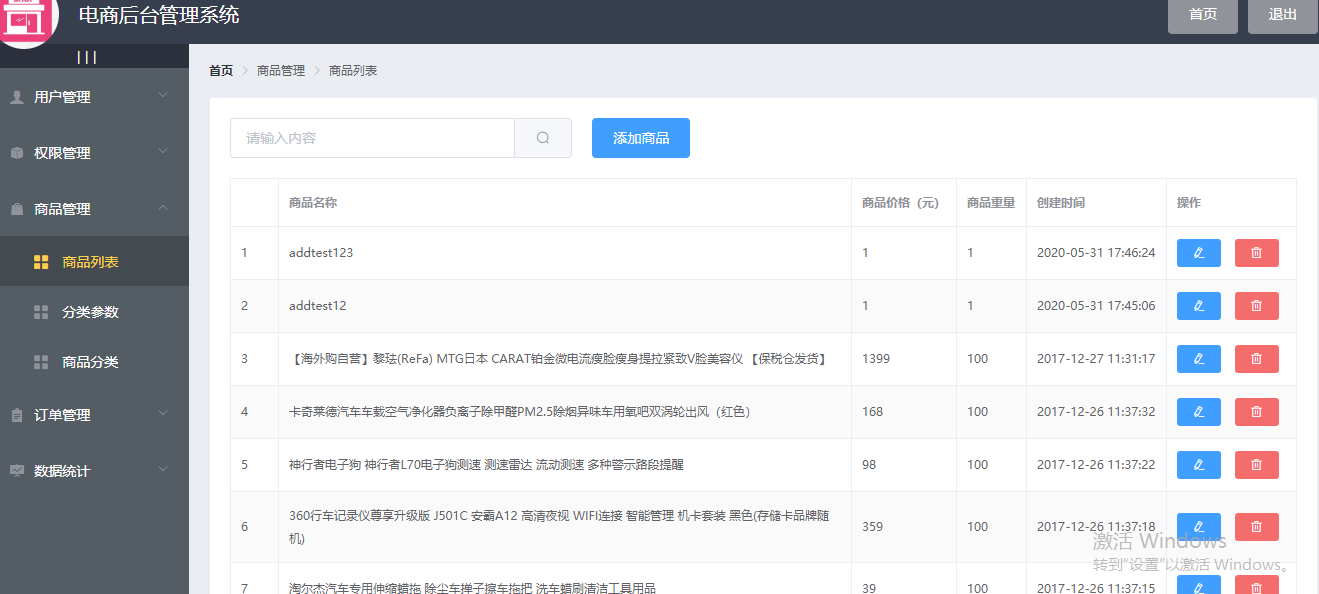 SHOP
电商后台管理系统
首页
退出
|||
用户管理
权限管理
商品管理
商品列表
分类参数
商品分类
订单管理
数据统计
首页 > 商品管理 > 商品列表
请输入内容
添加商品
商品名称 商品价格（元） 商品重量 创建时间 操作
1 addtest123 1 1 2020-05-31 17:46:24
2 addtest12 1 1 2020-05-31 17:45:06
3 【海外购自营】黎珐(ReFa) MTG日本 CARAT铂金微电流瘦脸瘦身提拉紧致V脸美容仪 【保税仓发货】 1399 100 2017-12-27 11:31:17
4 卡奇莱德汽车车载空气净化器负离子除甲醛PM2.5除烟异味车用氧吧双涡轮出风（红色） 168 100 2017-12-26 11:37:32
5 神行者电子狗 神行者L70电子狗测速 测速雷达 流动测速 多种警示路段提醒 98 100 2017-12-26 11:37:22
6 360行车记录仪尊享升级版 J501C 安霸A12 高清夜视 WIFI连接 智能管理 机卡套装 黑色(存储卡品牌随
机) 359 100 2017-12-26 11:37:18
7 淘尔杰汽车专用伸缩蜡拖 除尘车掸子擦车拖把 洗车蜡刷清洁工具用品 39 100 2017-12-26 11:37:15
激活 Windows
转到"设置"以激活 Windows。